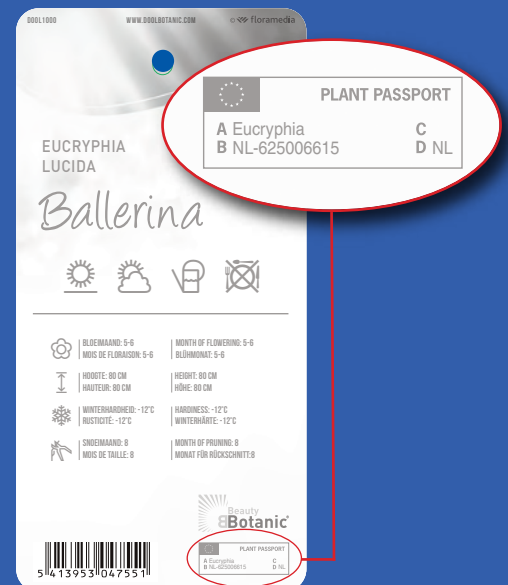 DOOL1000 WWW.DOOLBOTANIC.COM © floramedia
PLANT PASSPORT
A Eucryphia C
B NL-625006615 D NL
EUCRYPHIA
LUCIDA
Ballerina
BLOEIMAAND: 5-6
MOIS DE FLORAISON: 5-6
MONTH OF FLOWERING: 5-6
BLÜHMONAT: 5-6
HOOGTE: 80 CM
HAUTEUR: 80 CM
HEIGHT: 80 CM
HÖHE: 80 CM
WINTERHARDHEID: -12°C
RUSTICITÉ: -12°C
HARDINESS: -12°C
WINTERHÄRTE: -12°C
SNOEIMAAND: 8
MOIS DE TAILLE: 8
MONTH OF PRUNING: 8
MONAT FÜR RÜCKSCHNITT:8
Beauty
BBotanic
PLANT PASSPORT
A Eucryphia C
B NL-625006615 D NL
5 413953 047551